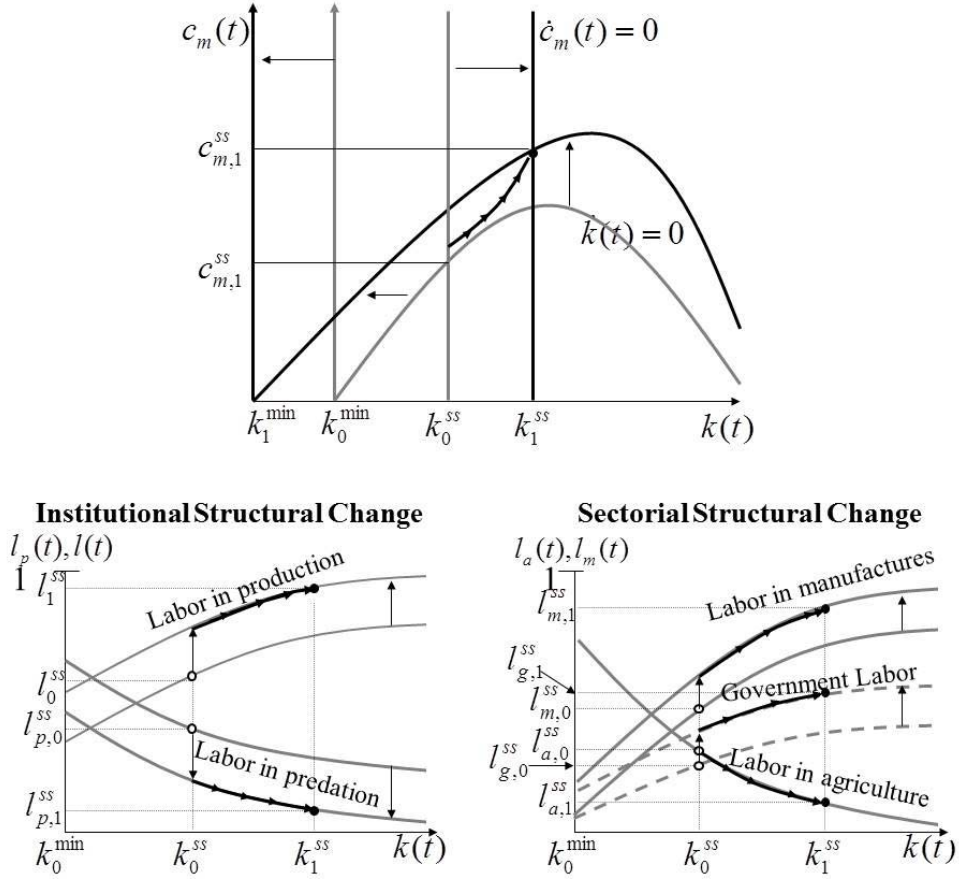 c_m(t)
ċ_m(t) = 0
c^{ss}_{m,1}
k̇(t) = 0
c^{ss}_{m,1}
k^{min}_1
k^{min}_0
k^{ss}_0
k^{ss}_1
k(t)
Institutional Structural Change
l_p(t), l(t)
1
l^{ss}_1
Labor in production
l^{ss}_0
l^{ss}_{p,0}
Labor in predation
l^{ss}_{p,1}
k^{min}_0
k^{ss}_0
k^{ss}_1
k(t)
Sectorial Structural Change
l_a(t), l_m(t)
1
l^{ss}_{m,1}
Labor in manufactures
l^{ss}_{g,1}
Government Labor
l^{ss}_{m,0}
l^{ss}_{a,0}
l^{ss}_{g,0}
Labor in agriculture
l^{ss}_{a,1}
k^{min}_0
k^{ss}_0
k^{ss}_1
k(t)